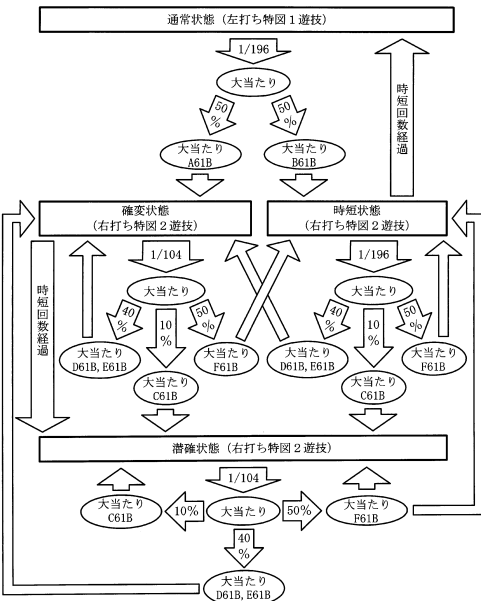 通常状態（左打ち特図１遊技）
1/196
大当たり
50
%
50
%
大当たり
A61B
大当たり
B61B
時短回数経過
確変状態
（右打ち特図２遊技）
時短状態
（右打ち特図２遊技）
1/104
1/196
大当たり
大当たり
時短回数経過
40
%
10
%
50
%
40
%
10
%
50
%
大当たり
D61B, E61B
大当たり
F61B
大当たり
D61B, E61B
大当たり
F61B
大当たり
C61B
大当たり
C61B
潜確状態（右打ち特図２遊技）
1/104
大当たり
C61B
10%
大当たり
50%
大当たり
F61B
40
%
大当たり
D61B, E61B